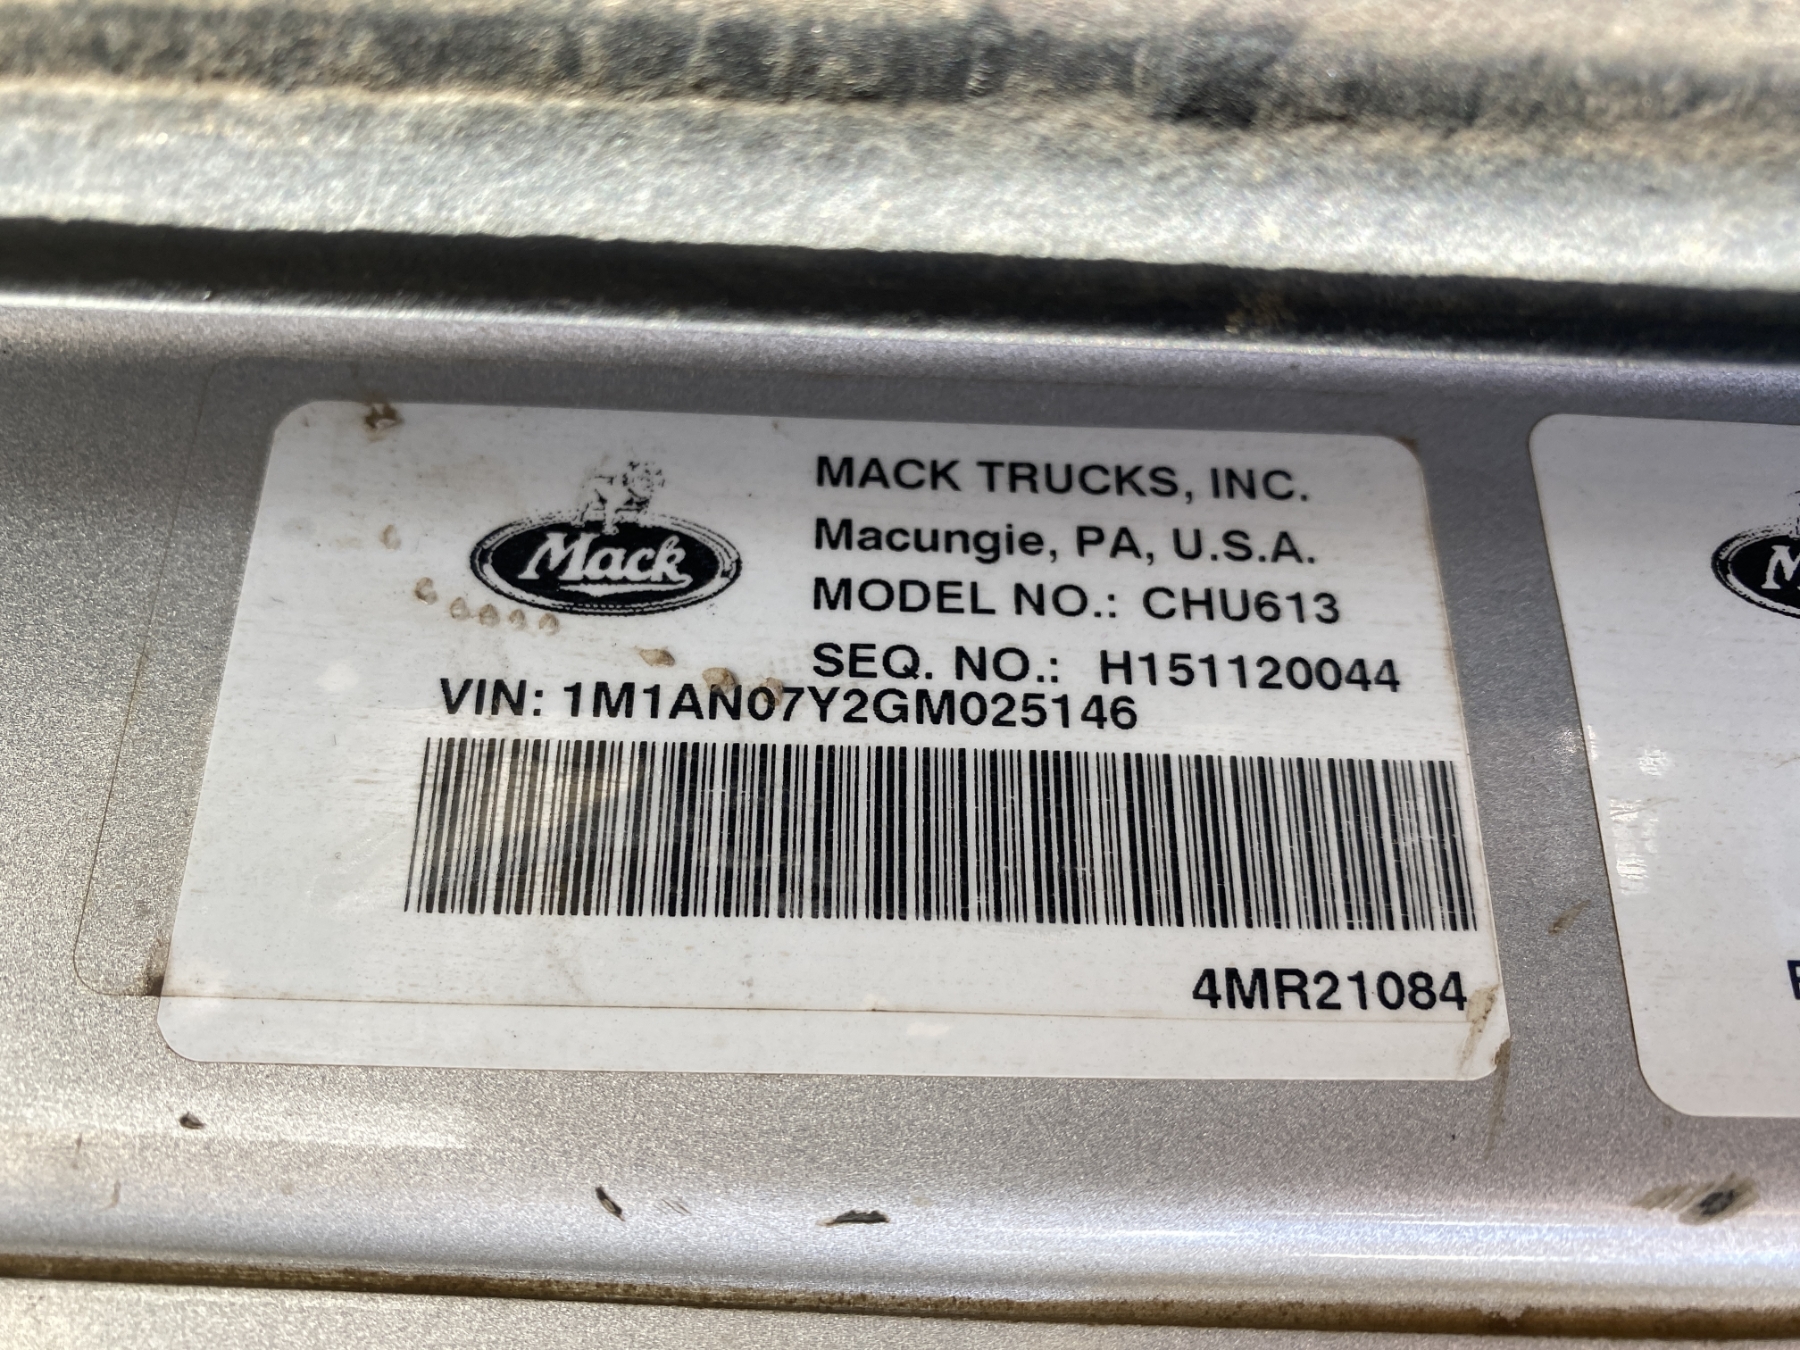 Mack
MACK TRUCKS, INC.
Macungie, PA, U.S.A.
MODEL NO.: CHU613
SEQ. NO.: H151120044
VIN: 1M1AN07Y2GM025146
4MR21084